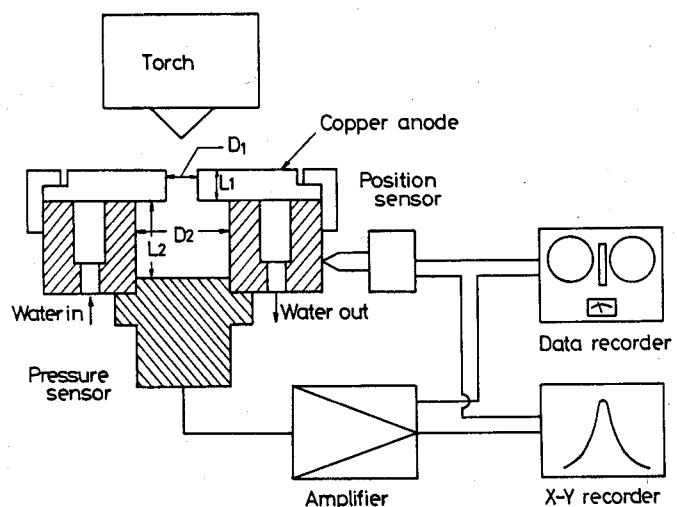 Torch
Copper anode
D1
L1
Position
sensor
L2
D2
Water in
Water out
Data recorder
Pressure
sensor
Amplifier
X-Y recorder